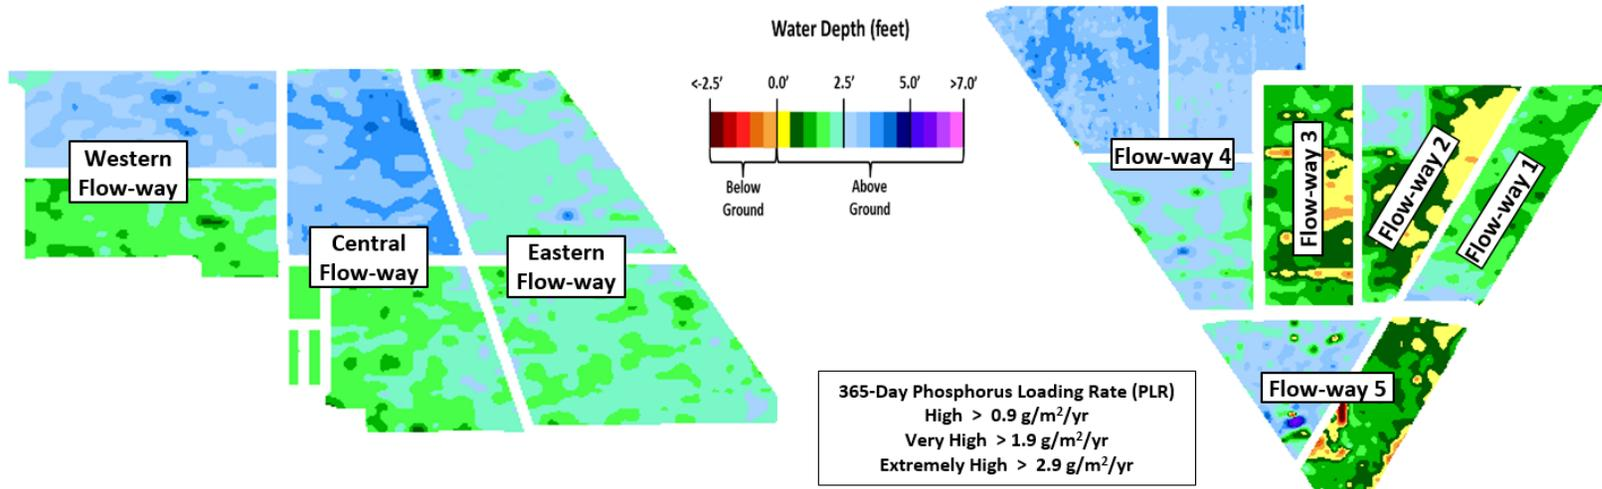 Water Depth (feet)
<-2.5' 0.0' 2.5' 5.0' >7.0'
Below
Ground
Above
Ground
Western
Flow-way
Central
Flow-way
Eastern
Flow-way
Flow-way 4
Flow-way 3
Flow-way 2
Flow-way 1
Flow-way 5
365-Day Phosphorus Loading Rate (PLR)
High > 0.9 g/m²/yr
Very High > 1.9 g/m²/yr
Extremely High > 2.9 g/m²/yr